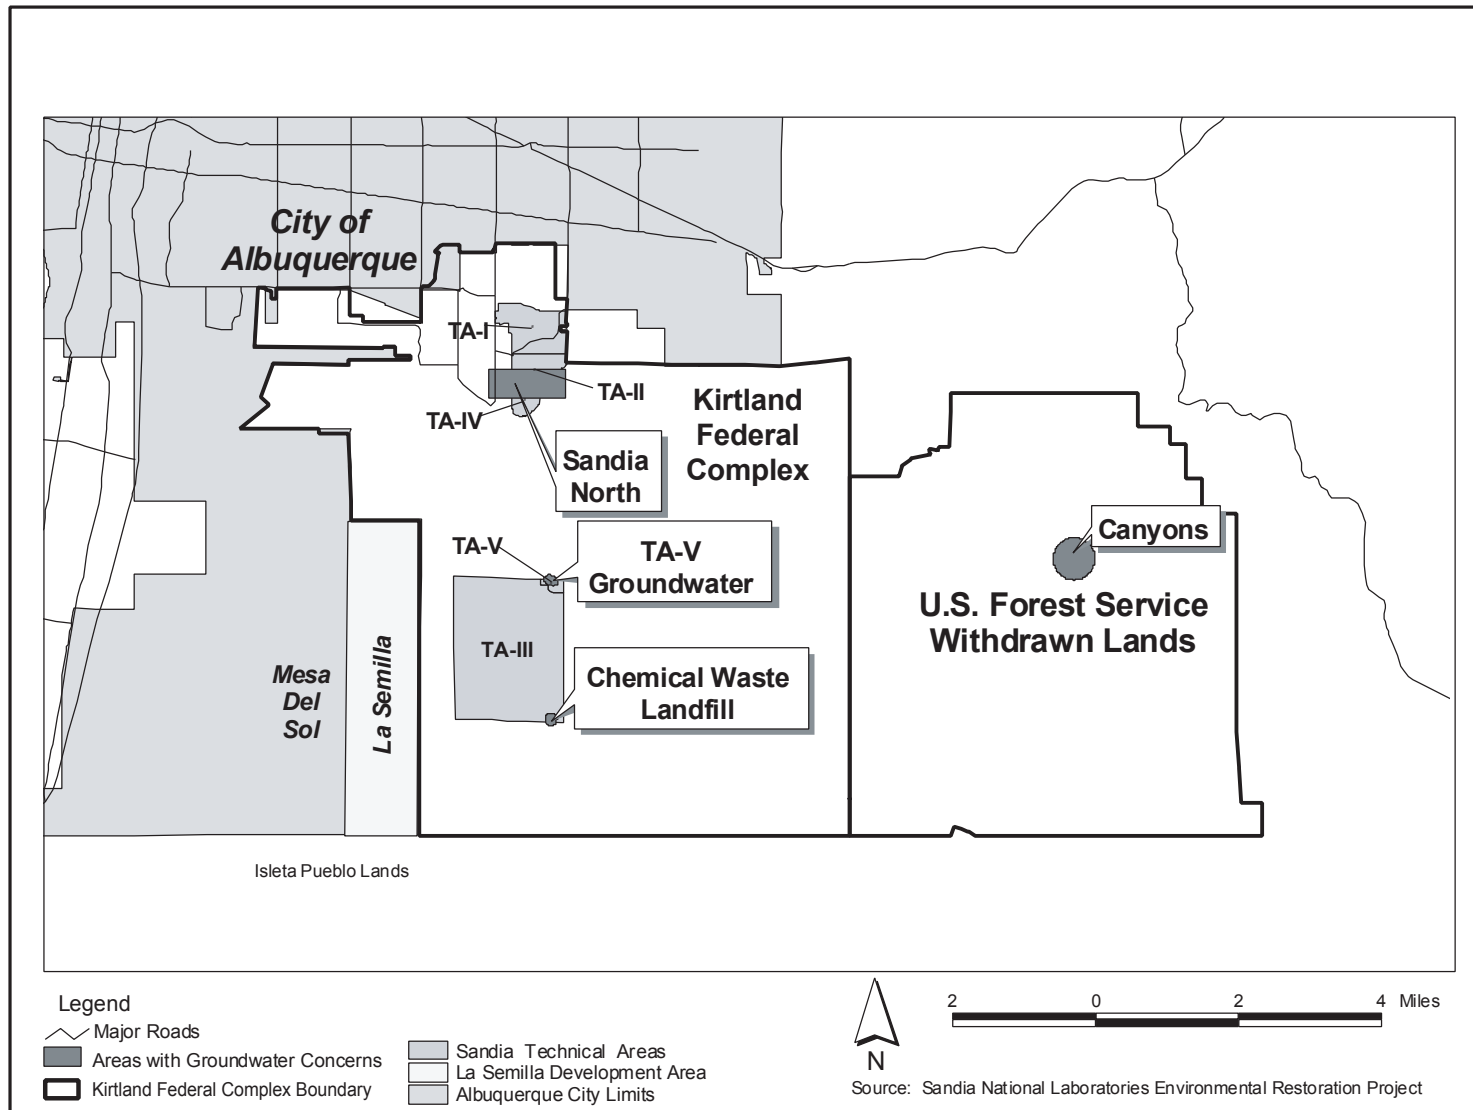 City of
Albuquerque
TA-I
TA-II
TA-IV
Kirtland
Federal
Complex
Sandia
North
Canyons
TA-V
TA-V
Groundwater
U.S. Forest Service
Withdrawn Lands
TA-III
Mesa
Del
Sol
La Semilla
Chemical Waste
Landfill
Isleta Pueblo Lands
Legend
Major Roads
Areas with Groundwater Concerns
Kirtland Federal Complex Boundary
Sandia Technical Areas
La Semilla Development Area
Albuquerque City Limits
N
2 0 2 4 Miles
Source: Sandia National Laboratories Environmental Restoration Project